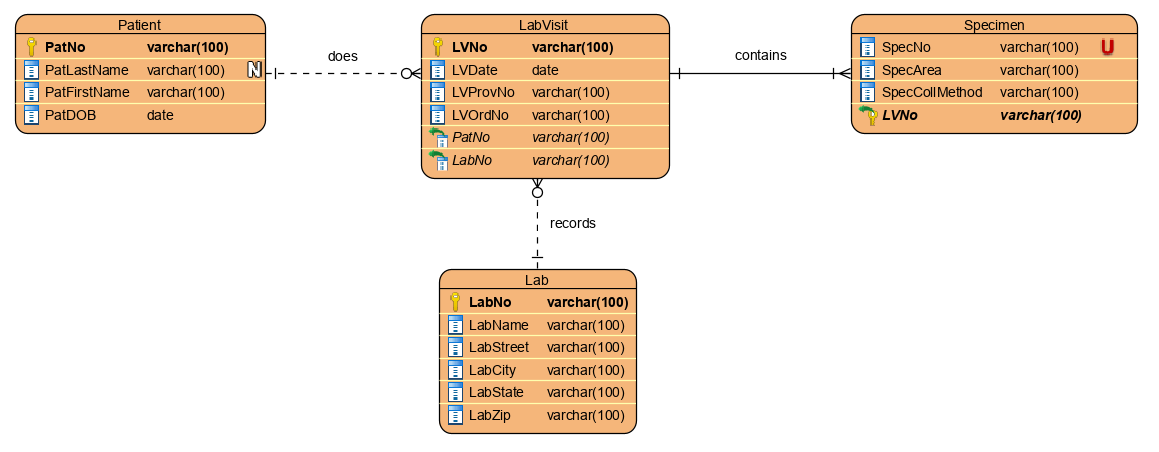 Patient
PatNo varchar(100)
PatLastName varchar(100) N
PatFirstName varchar(100)
PatDOB date
does
LabVisit
LVNo varchar(100)
LVDate date
LVProvNo varchar(100)
LVOrdNo varchar(100)
PatNo varchar(100)
LabNo varchar(100)
contains
Specimen
SpecNo varchar(100) U
SpecArea varchar(100)
SpecCollMethod varchar(100)
LVNo varchar(100)
records
Lab
LabNo varchar(100)
LabName varchar(100)
LabStreet varchar(100)
LabCity varchar(100)
LabState varchar(100)
LabZip varchar(100)